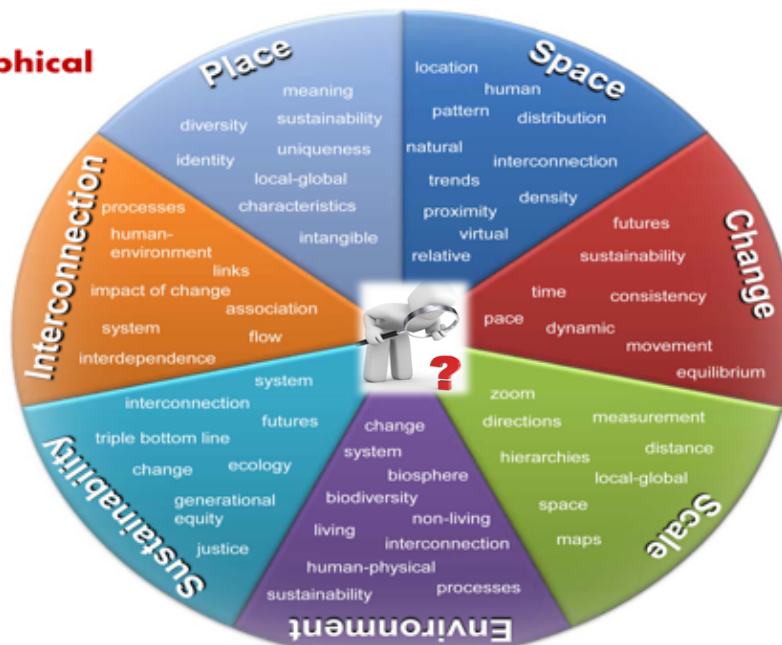 phical
Place
meaning
diversity
sustainability
identity
uniqueness
local-global
characteristics
intangible
Space
location
human
pattern
distribution
natural
interconnection
trends
density
proximity
virtual
relative
Change
futures
sustainability
time
consistency
pace
dynamic
movement
equilibrium
Scale
zoom
directions
measurement
hierarchies
distance
local-global
space
maps
Environment
change
system
biosphere
biodiversity
living
non-living
interconnection
human-physical
sustainability
processes
Sustainability
system
interconnection
futures
triple bottom line
change
ecology
generational
equity
justice
Interconnection
processes
human-
environment
links
impact of change
association
system
flow
interdependence
?